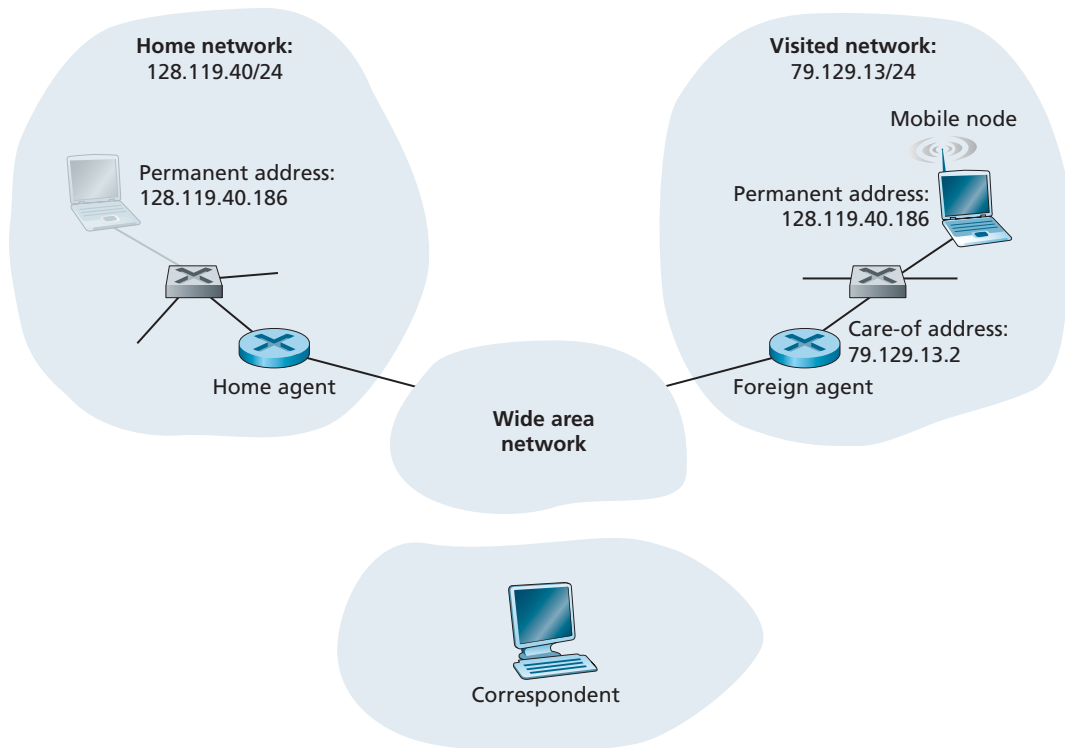 Home network:
128.119.40/24
Permanent address:
128.119.40.186
Home agent
Visited network:
79.129.13/24
Mobile node
Permanent address:
128.119.40.186
Care-of address:
79.129.13.2
Foreign agent
Wide area
network
Correspondent